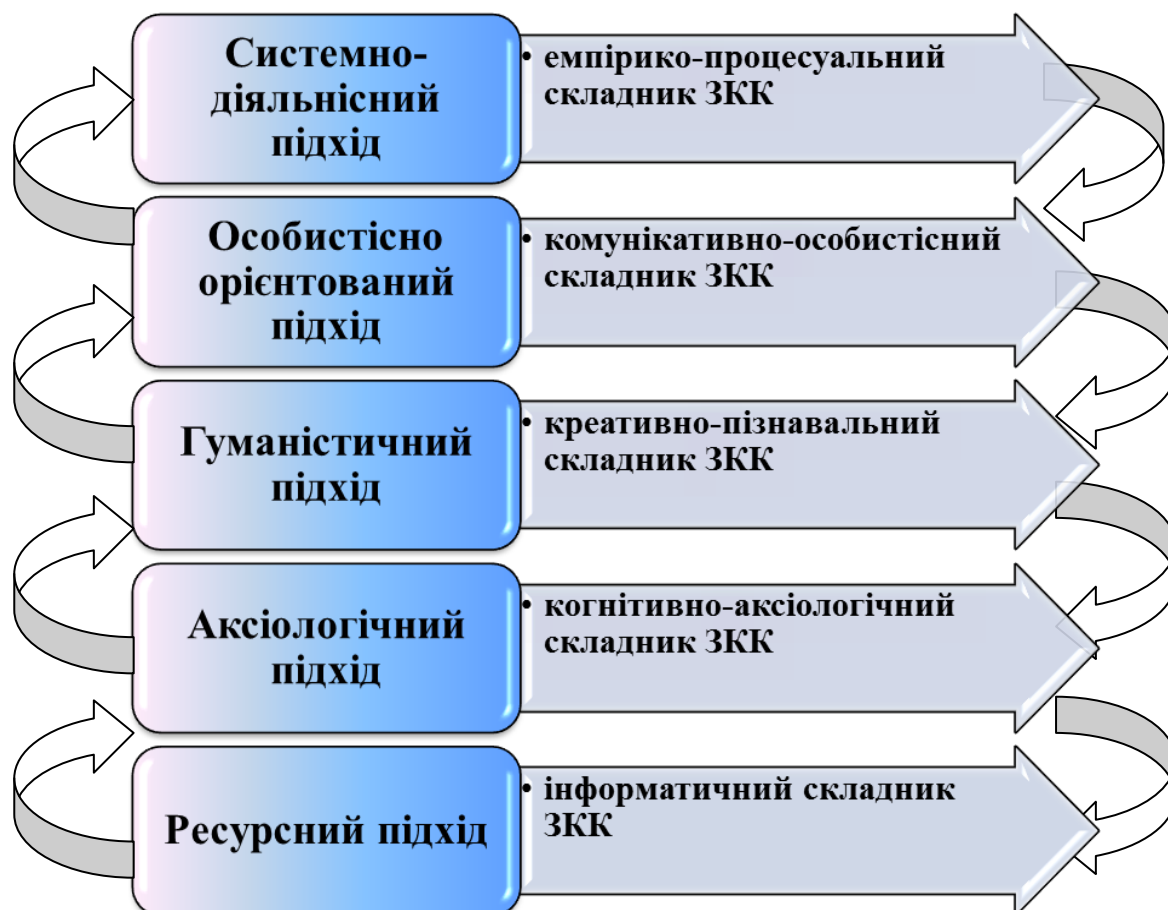 Системно-
діяльнісний
підхід
• емпірико-процесуальний
складник ЗКК
Особистісно
орієнтований
підхід
• комунікативно-особистісний
складник ЗКК
Гуманістичний
підхід
• креативно-пізнавальний
складник ЗКК
Аксіологічний
підхід
• когнітивно-аксіологічний
складник ЗКК
Ресурсний підхід
• інформатичний складник
ЗКК